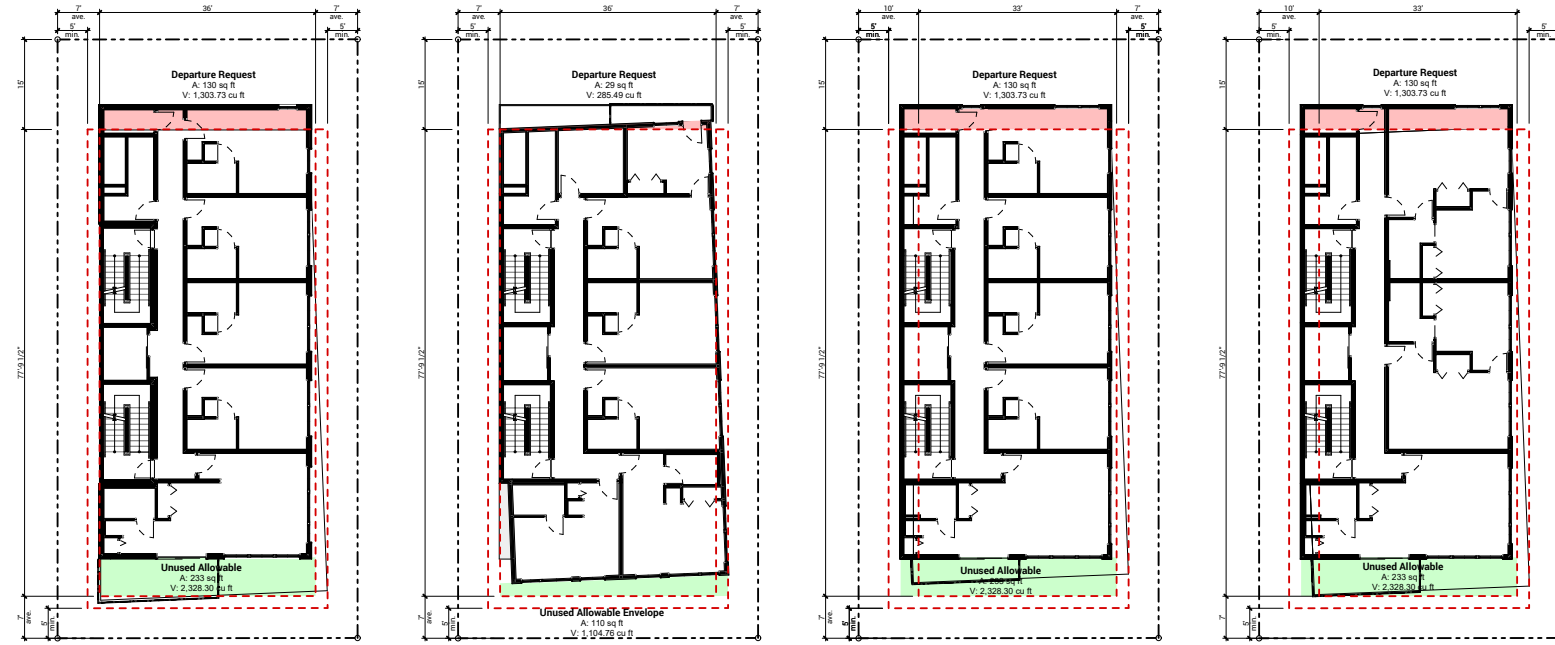 7' 36' 7'
ave. ave.
5' 5'
min. min.
15'
Departure Request
A: 130 sq ft
V: 1,303.73 cu ft
77'-9 1/2"
Unused Allowable
A: 233 sq ft
V: 2,328.30 cu ft
7'
ave.
5'
min.
7' 36' 7'
ave. ave.
5' 5'
min. min.
15'
Departure Request
A: 29 sq ft
V: 285.49 cu ft
77'-9 1/2"
Unused Allowable Envelope
A: 110 sq ft
V: 1,104.76 cu ft
7'
ave.
5'
min.
10' 33' 7'
ave. ave.
5' 5'
min. min.
15'
Departure Request
A: 130 sq ft
V: 1,303.73 cu ft
77'-9 1/2"
Unused Allowable
A: 233 sq ft
V: 2,328.30 cu ft
7'
ave.
5'
min.
10' 33' 7'
ave. ave.
5' 5'
min. min.
15'
Departure Request
A: 130 sq ft
V: 1,303.73 cu ft
77'-9 1/2"
Unused Allowable
A: 233 sq ft
V: 2,328.30 cu ft
7'
ave.
5'
min.